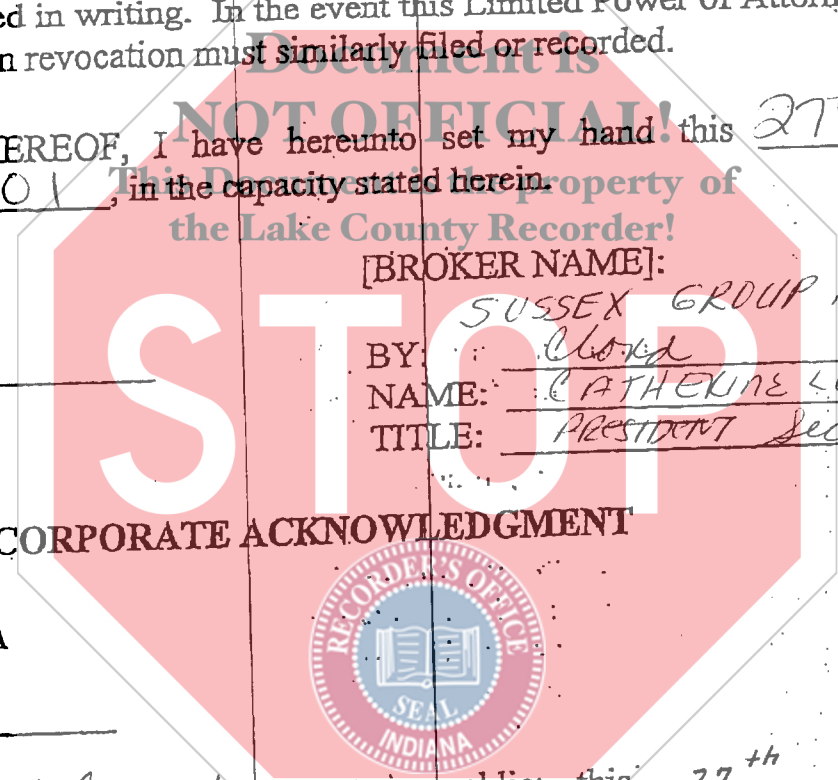 ed in writing. In the event this Limited Power of Attorn
n revocation must similarly filed or recorded.
Document is
NOT OFFICIAL!
EREOF, I have hereunto set my hand this 27
01, in the capacity stated herein.
This Document is the property of
the Lake County Recorder!
[BROKER NAME]:
SUSSEX GROUP
STOP
BY:
NAME: CATHERINE
TITLE: PRESIDENT Sec
CORPORATE ACKNOWLEDGMENT
RECORDER'S OFFICE
A
SEAL
INDIANA
this 27th